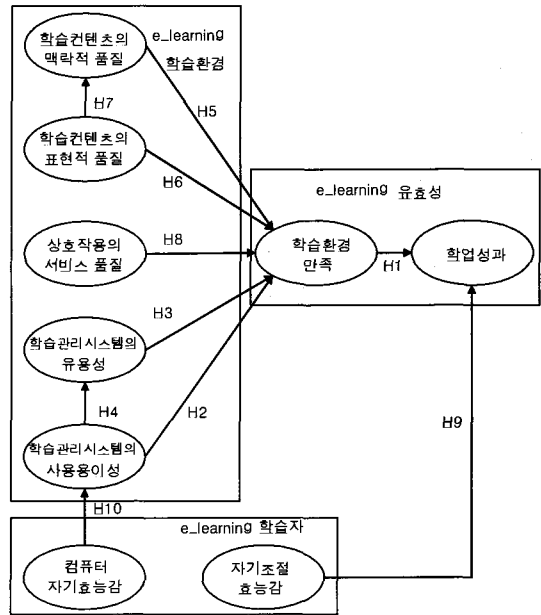 학습컨텐츠의
맥락적 품질
e_learning
학습환경
H7
H5
학습컨텐츠의
표현적 품질
H6
e_learning 유효성
상호작용의
서비스 품질
H8
학습환경
만족
H1
학업성과
H3
학습관리시스템의
유용성
H4
H2
H9
학습관리시스템의
사용용이성
H10
e_learning 학습자
컴퓨터
자기효능감
자기조절
효능감